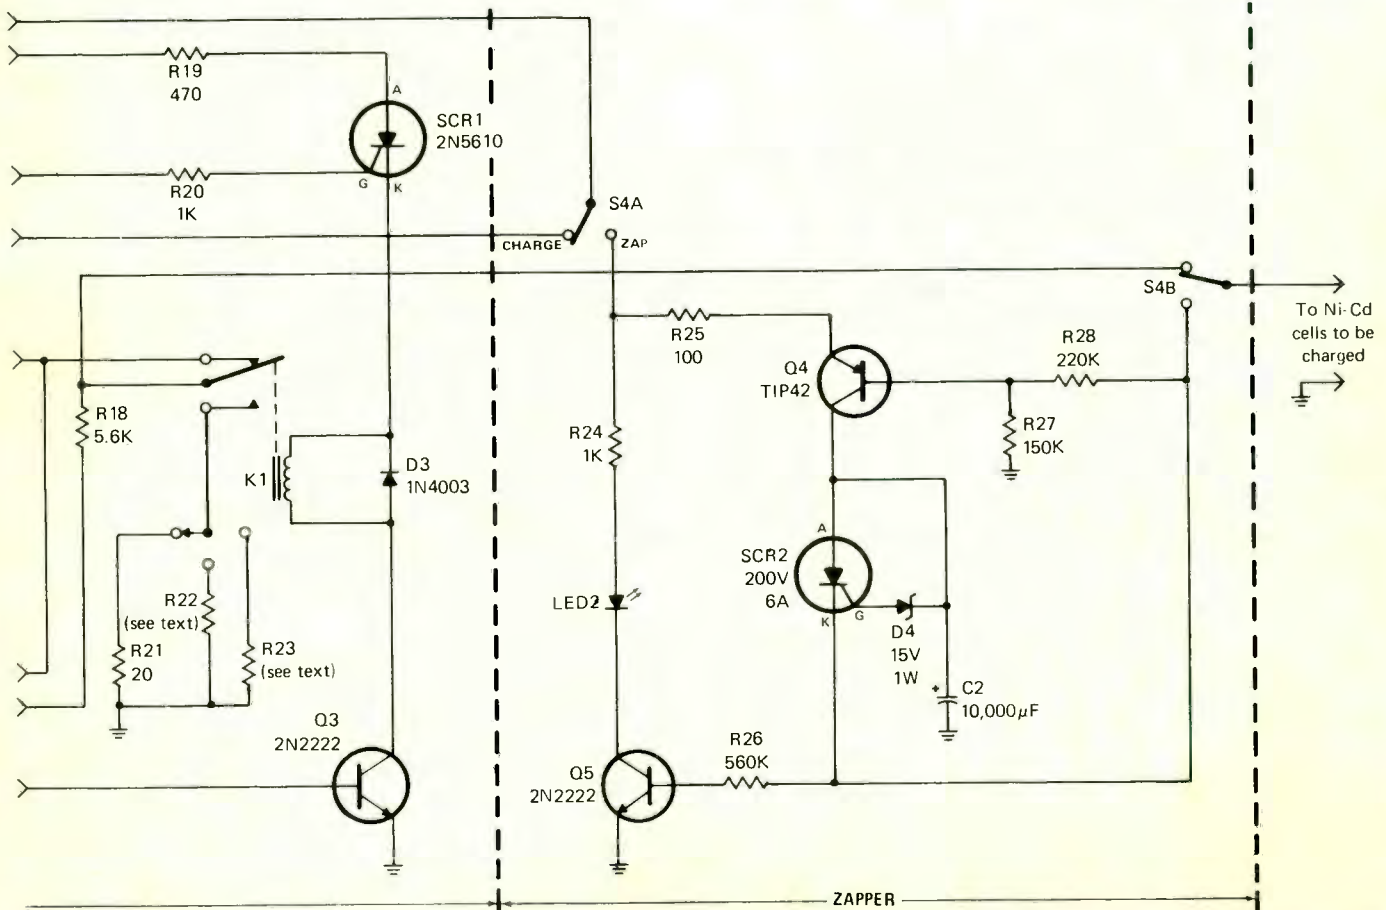 R19
470
A
SCR1
2N5610
G
K
R20
1K
S4A
CHARGE
ZAP
S4B
To Ni-Cd
cells to be
charged
R25
100
R28
220K
Q4
TIP42
R18
5.6K
R24
1K
R27
150K
K1
D3
1N4003
A
SCR2
200V
6A
K
G
D4
15V
1W
LED2
R22
(see text)
R21
20
R23
(see text)
+
C2
10,000µF
Q3
2N2222
Q5
2N2222
R26
560K
ZAPPER